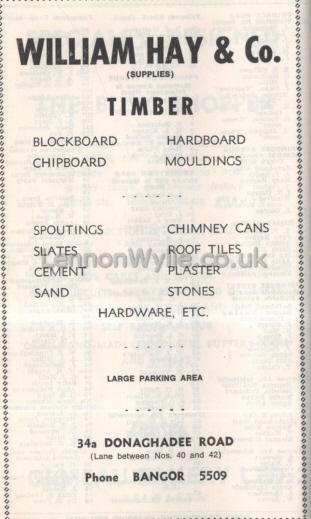 WILLIAM HAY & Co.
(SUPPLIES)
TIMBER
BLOCKBOARD HARDBOARD
CHIPBOARD MOULDINGS
- - - - - -
SPOUTINGS CHIMNEY CANS
SLATES ROOF TILES
LennonWylie.co.uk
CEMENT PLASTER
SAND STONES
HARDWARE, ETC.
- - - - - -
LARGE PARKING AREA
- - - - - -
34a DONAGHADEE ROAD
(Lane between Nos. 40 and 42)
Phone BANGOR 5509